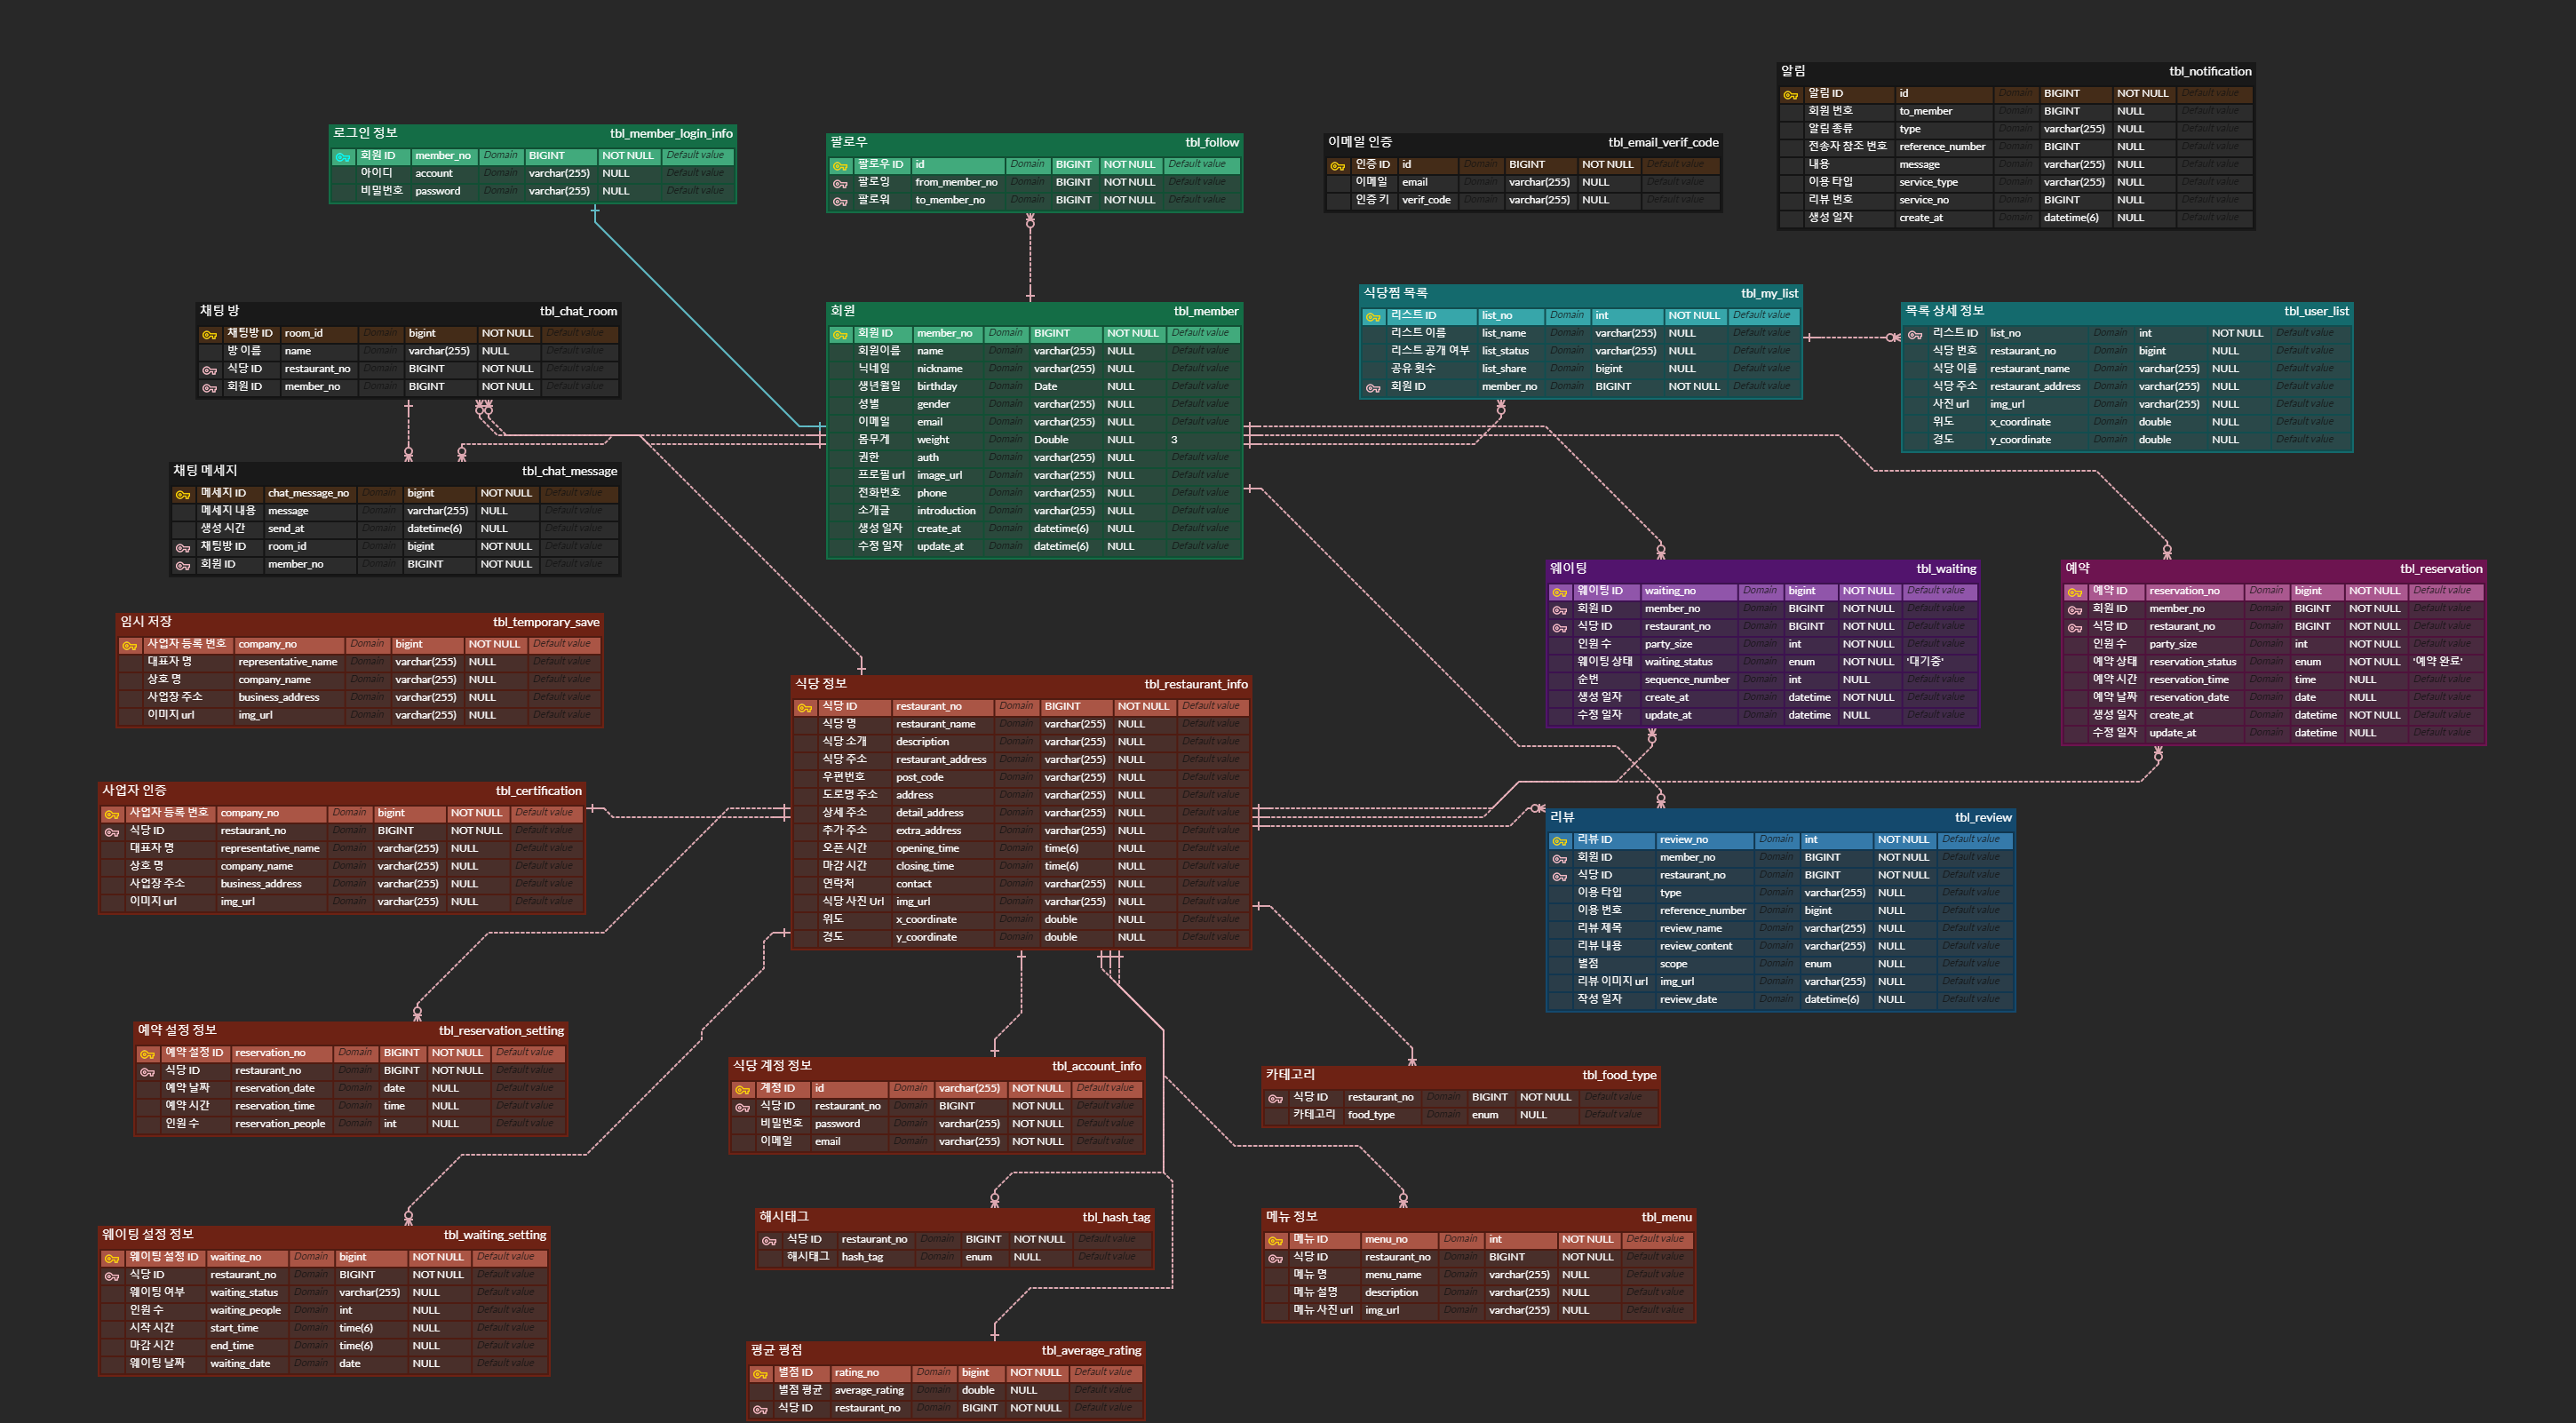 알림 tbl_notification
알림 ID id Domain BIGINT NOT NULL Default value
회원 번호 to_member Domain BIGINT NULL Default value
알림 종류 type Domain varchar(255) NULL Default value
전송자 참조 번호 reference_number Domain BIGINT NULL Default value
내용 message Domain varchar(255) NULL Default value
이용 타입 service_type Domain varchar(255) NULL Default value
리뷰 번호 service_no Domain BIGINT NULL Default value
생성 일자 create_at Domain datetime(6) NULL Default value
로그인 정보 tbl_member_login_info
회원 ID member_no Domain BIGINT NOT NULL Default value
아이디 account Domain varchar(255) NULL Default value
비밀번호 password Domain varchar(255) NULL Default value
팔로우 tbl_follow
팔로우 ID id Domain BIGINT NOT NULL Default value
팔로잉 from_member_no Domain BIGINT NOT NULL Default value
팔로워 to_member_no Domain BIGINT NOT NULL Default value
이메일 인증 tbl_email_verif_code
인증 ID id Domain BIGINT NOT NULL Default value
이메일 email Domain varchar(255) NULL Default value
인증 키 verif_code Domain varchar(255) NULL Default value
채팅 방 tbl_chat_room
채팅방 ID room_id Domain bigint NOT NULL Default value
방 이름 name Domain varchar(255) NULL Default value
식당 ID restaurant_no Domain BIGINT NOT NULL Default value
회원 ID member_no Domain BIGINT NOT NULL Default value
회원 tbl_member
회원 ID member_no Domain BIGINT NOT NULL Default value
회원이름 name Domain varchar(255) NULL Default value
닉네임 nickname Domain varchar(255) NULL Default value
생년월일 birthday Domain Date NULL Default value
성별 gender Domain varchar(255) NULL Default value
이메일 email Domain varchar(255) NULL Default value
몸무게 weight Domain Double NULL 3
권한 auth Domain varchar(255) NULL Default value
프로필 url image_url Domain varchar(255) NULL Default value
전화번호 phone Domain varchar(255) NULL Default value
소개글 introduction Domain varchar(255) NULL Default value
생성 일자 create_at Domain datetime(6) NULL Default value
수정 일자 update_at Domain datetime(6) NULL Default value
식당찜 목록 tbl_my_list
리스트 ID list_no Domain int NOT NULL Default value
리스트 이름 list_name Domain varchar(255) NULL Default value
리스트 공개 여부 list_status Domain varchar(255) NULL Default value
공유 횟수 list_share Domain bigint NULL Default value
회원 ID member_no Domain BIGINT NOT NULL Default value
목록 상세 정보 tbl_user_list
리스트 ID list_no Domain int NOT NULL Default value
식당 번호 restaurant_no Domain bigint NULL Default value
식당 이름 restaurant_name Domain varchar(255) NULL Default value
식당 주소 restaurant_address Domain varchar(255) NULL Default value
사진 url img_url Domain varchar(255) NULL Default value
위도 x_coordinate Domain double NULL Default value
경도 y_coordinate Domain double NULL Default value
채팅 메세지 tbl_chat_message
메세지 ID chat_message_no Domain bigint NOT NULL Default value
메세지 내용 message Domain varchar(255) NULL Default value
생성 시간 send_at Domain datetime(6) NULL Default value
채팅방 ID room_id Domain bigint NOT NULL Default value
회원 ID member_no Domain BIGINT NOT NULL Default value
웨이팅 tbl_waiting
웨이팅 ID waiting_no Domain bigint NOT NULL Default value
회원 ID member_no Domain BIGINT NOT NULL Default value
식당 ID restaurant_no Domain BIGINT NOT NULL Default value
인원 수 party_size Domain int NOT NULL Default value
웨이팅 상태 waiting_status Domain enum NOT NULL '대기중'
순번 sequence_number Domain int NULL Default value
생성 일자 create_at Domain datetime NOT NULL Default value
수정 일자 update_at Domain datetime NULL Default value
예약 tbl_reservation
예약 ID reservation_no Domain bigint NOT NULL Default value
회원 ID member_no Domain BIGINT NOT NULL Default value
식당 ID restaurant_no Domain BIGINT NOT NULL Default value
인원 수 party_size Domain int NOT NULL Default value
예약 상태 reservation_status Domain enum NOT NULL '예약 완료'
예약 시간 reservation_time Domain time NULL Default value
예약 날짜 reservation_date Domain date NULL Default value
생성 일자 create_at Domain datetime NOT NULL Default value
수정 일자 update_at Domain datetime NULL Default value
임시 저장 tbl_temporary_save
사업자 등록 번호 company_no Domain bigint NOT NULL Default value
대표자 명 representative_name Domain varchar(255) NULL Default value
상호 명 company_name Domain varchar(255) NULL Default value
사업장 주소 business_address Domain varchar(255) NULL Default value
이미지 url img_url Domain varchar(255) NULL Default value
식당 정보 tbl_restaurant_info
식당 ID restaurant_no Domain BIGINT NOT NULL Default value
식당 명 restaurant_name Domain varchar(255) NULL Default value
식당 소개 description Domain varchar(255) NULL Default value
식당 주소 restaurant_address Domain varchar(255) NULL Default value
우편번호 post_code Domain varchar(255) NULL Default value
도로명 주소 address Domain varchar(255) NULL Default value
상세 주소 detail_address Domain varchar(255) NULL Default value
추가 주소 extra_address Domain varchar(255) NULL Default value
오픈 시간 opening_time Domain time(6) NULL Default value
마감 시간 closing_time Domain time(6) NULL Default value
연락처 contact Domain varchar(255) NULL Default value
식당 사진 Url img_url Domain varchar(255) NULL Default value
위도 x_coordinate Domain double NULL Default value
경도 y_coordinate Domain double NULL Default value
사업자 인증 tbl_certification
사업자 등록 번호 company_no Domain bigint NOT NULL Default value
식당 ID restaurant_no Domain BIGINT NOT NULL Default value
대표자 명 representative_name Domain varchar(255) NULL Default value
상호 명 company_name Domain varchar(255) NULL Default value
사업장 주소 business_address Domain varchar(255) NULL Default value
이미지 url img_url Domain varchar(255) NULL Default value
리뷰 tbl_review
리뷰 ID review_no Domain int NOT NULL Default value
회원 ID member_no Domain BIGINT NOT NULL Default value
식당 ID restaurant_no Domain BIGINT NOT NULL Default value
이용 타입 type Domain varchar(255) NULL Default value
이용 번호 reference_number Domain bigint NULL Default value
리뷰 제목 review_name Domain varchar(255) NULL Default value
리뷰 내용 review_content Domain varchar(255) NULL Default value
별점 scope Domain enum NULL Default value
리뷰 이미지 url img_url Domain varchar(255) NULL Default value
작성 일자 review_date Domain datetime(6) NULL Default value
예약 설정 정보 tbl_reservation_setting
예약 설정 ID reservation_no Domain BIGINT NOT NULL Default value
식당 ID restaurant_no Domain BIGINT NOT NULL Default value
예약 날짜 reservation_date Domain date NULL Default value
예약 시간 reservation_time Domain time NULL Default value
인원 수 reservation_people Domain int NULL Default value
식당 계정 정보 tbl_account_info
계정 ID id Domain varchar(255) NOT NULL Default value
식당 ID restaurant_no Domain BIGINT NOT NULL Default value
비밀번호 password Domain varchar(255) NOT NULL Default value
이메일 email Domain varchar(255) NOT NULL Default value
카테고리 tbl_food_type
식당 ID restaurant_no Domain BIGINT NOT NULL Default value
카테고리 food_type Domain enum NULL Default value
해시태그 tbl_hash_tag
식당 ID restaurant_no Domain BIGINT NOT NULL Default value
해시태그 hash_tag Domain enum NULL Default value
메뉴 정보 tbl_menu
메뉴 ID menu_no Domain int NOT NULL Default value
식당 ID restaurant_no Domain BIGINT NOT NULL Default value
메뉴 명 menu_name Domain varchar(255) NULL Default value
메뉴 설명 description Domain varchar(255) NULL Default value
메뉴 사진 url img_url Domain varchar(255) NULL Default value
웨이팅 설정 정보 tbl_waiting_setting
웨이팅 설정 ID waiting_no Domain bigint NOT NULL Default value
식당 ID restaurant_no Domain BIGINT NOT NULL Default value
웨이팅 여부 waiting_status Domain varchar(255) NULL Default value
인원 수 waiting_people Domain int NULL Default value
시작 시간 start_time Domain time(6) NULL Default value
마감 시간 end_time Domain time(6) NULL Default value
웨이팅 날짜 waiting_date Domain date NULL Default value
평균 평점 tbl_average_rating
별점 ID rating_no Domain bigint NOT NULL Default value
별점 평균 average_rating Domain double NULL Default value
식당 ID restaurant_no Domain BIGINT NOT NULL Default value